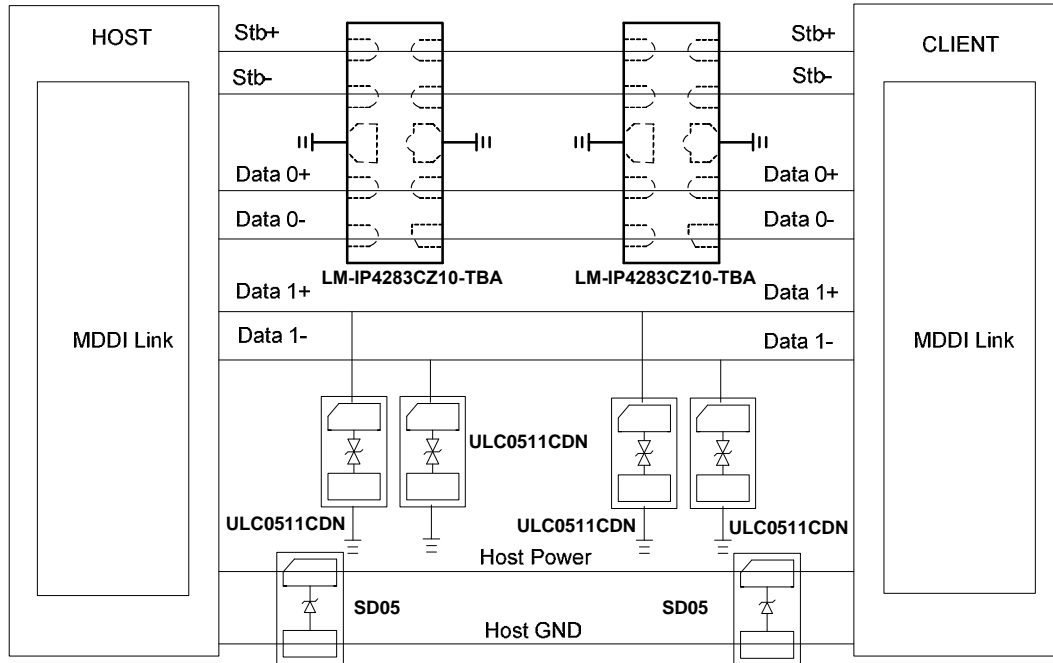 HOST
Stb+
Stb+
CLIENT
Stb-
Stb-
Data 0+
Data 0+
Data 0-
Data 0-
LM-IP4283CZ10-TBA
LM-IP4283CZ10-TBA
Data 1+
Data 1+
MDDI Link
Data 1-
Data 1-
MDDI Link
ULC0511CDN
ULC0511CDN
ULC0511CDN
ULC0511CDN
Host Power
SD05
SD05
Host GND